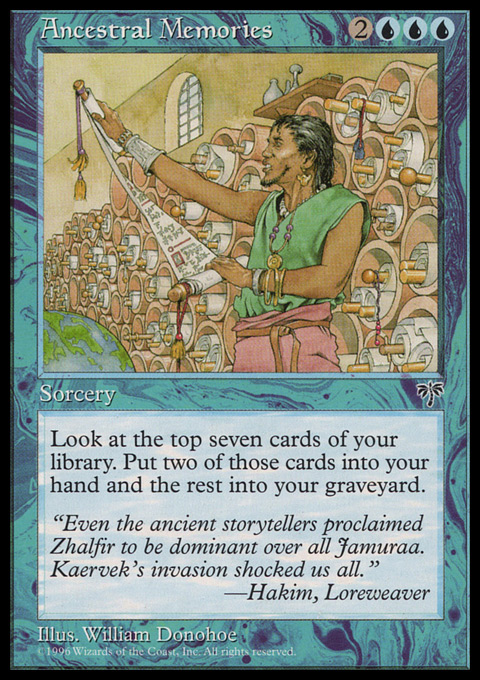 Ancestral Memories 2
Sorcery
Look at the top seven cards of your
library. Put two of those cards into your
hand and the rest into your graveyard.
“Even the ancient storytellers proclaimed
Zhalfir to be dominant over all Jamuraa.
Kaervek's invasion shocked us all.”
—Hakim, Loreweaver
Illus. William Donohoe
©1996 Wizards of the Coast, Inc. All rights reserved.